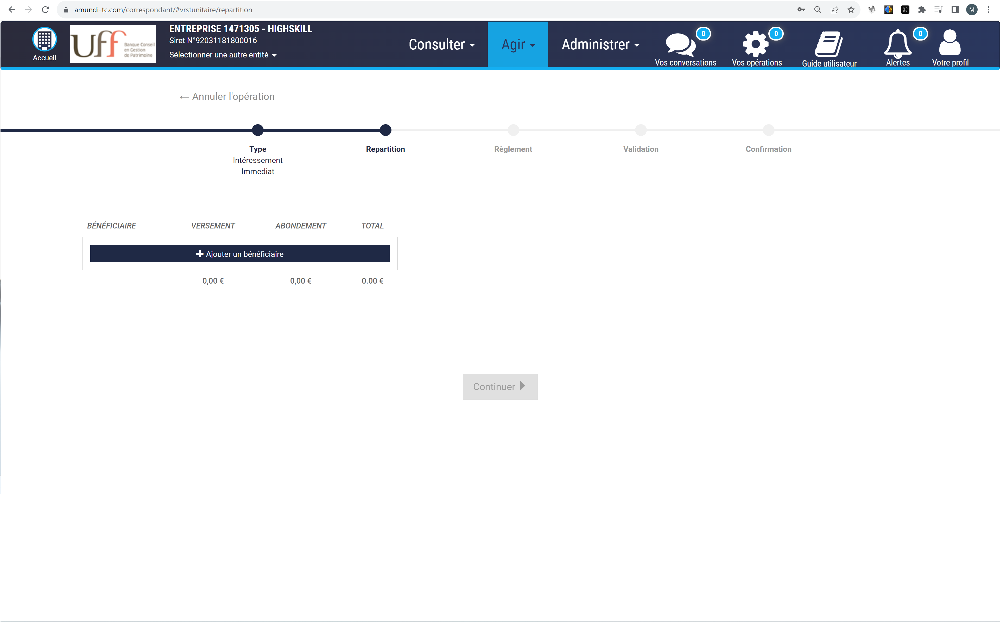 amundi-tc.com/correspondant/#vrstunitaire/repartition
M
Accueil
uff
Banque Conseil
en Gestion
de Patrimoine
ENTREPRISE 1471305 - HIGHSKILL
Siret N°92031181800016
Sélectionner une autre entité
Consulter
Agir
Administrer
0
Vos conversations
0
Vos opérations
Guide utilisateur
0
Alertes
Votre profil
← Annuler l'opération
Type
Intéressement
Immediat
Repartition
Règlement
Validation
Confirmation
BÉNÉFICIAIRE VERSEMENT ABONDEMENT TOTAL
+ Ajouter un bénéficiaire
0,00 € 0,00 € 0.00 €
Continuer